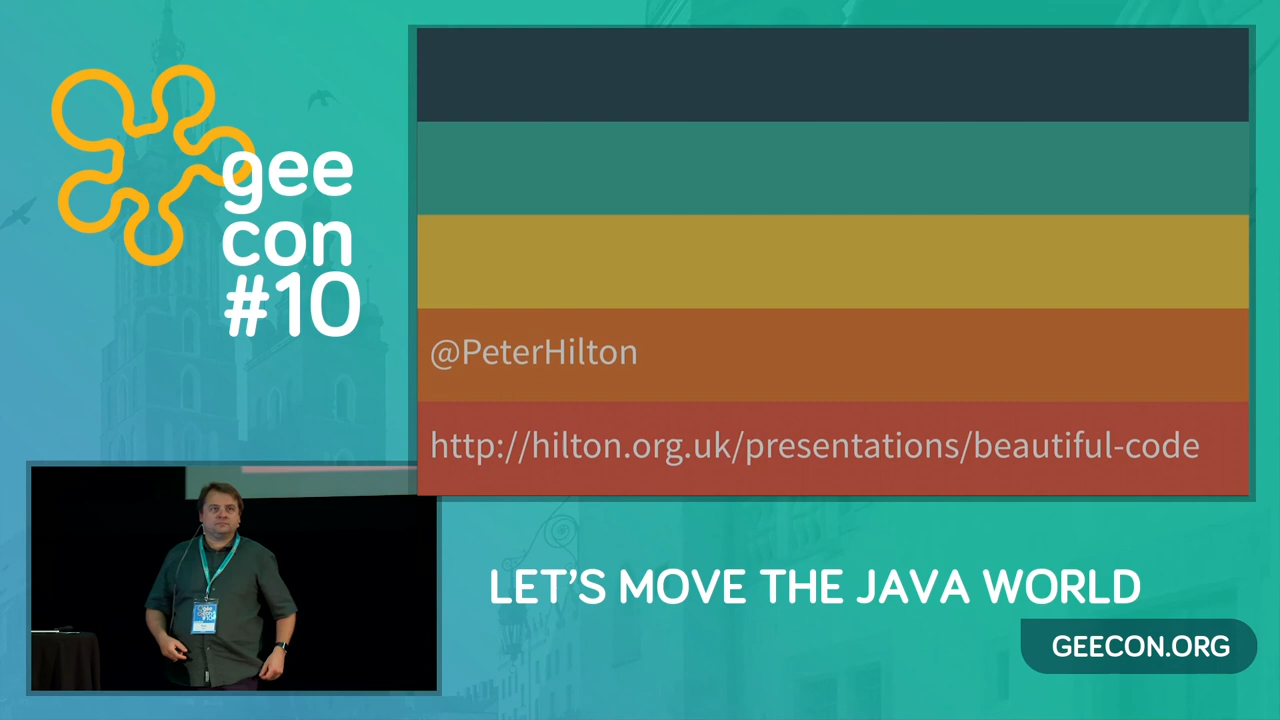 gee
con
#10
@PeterHilton
http://hilton.org.uk/presentations/beautiful-code
LET'S MOVE THE JAVA WORLD
GEECON.ORG